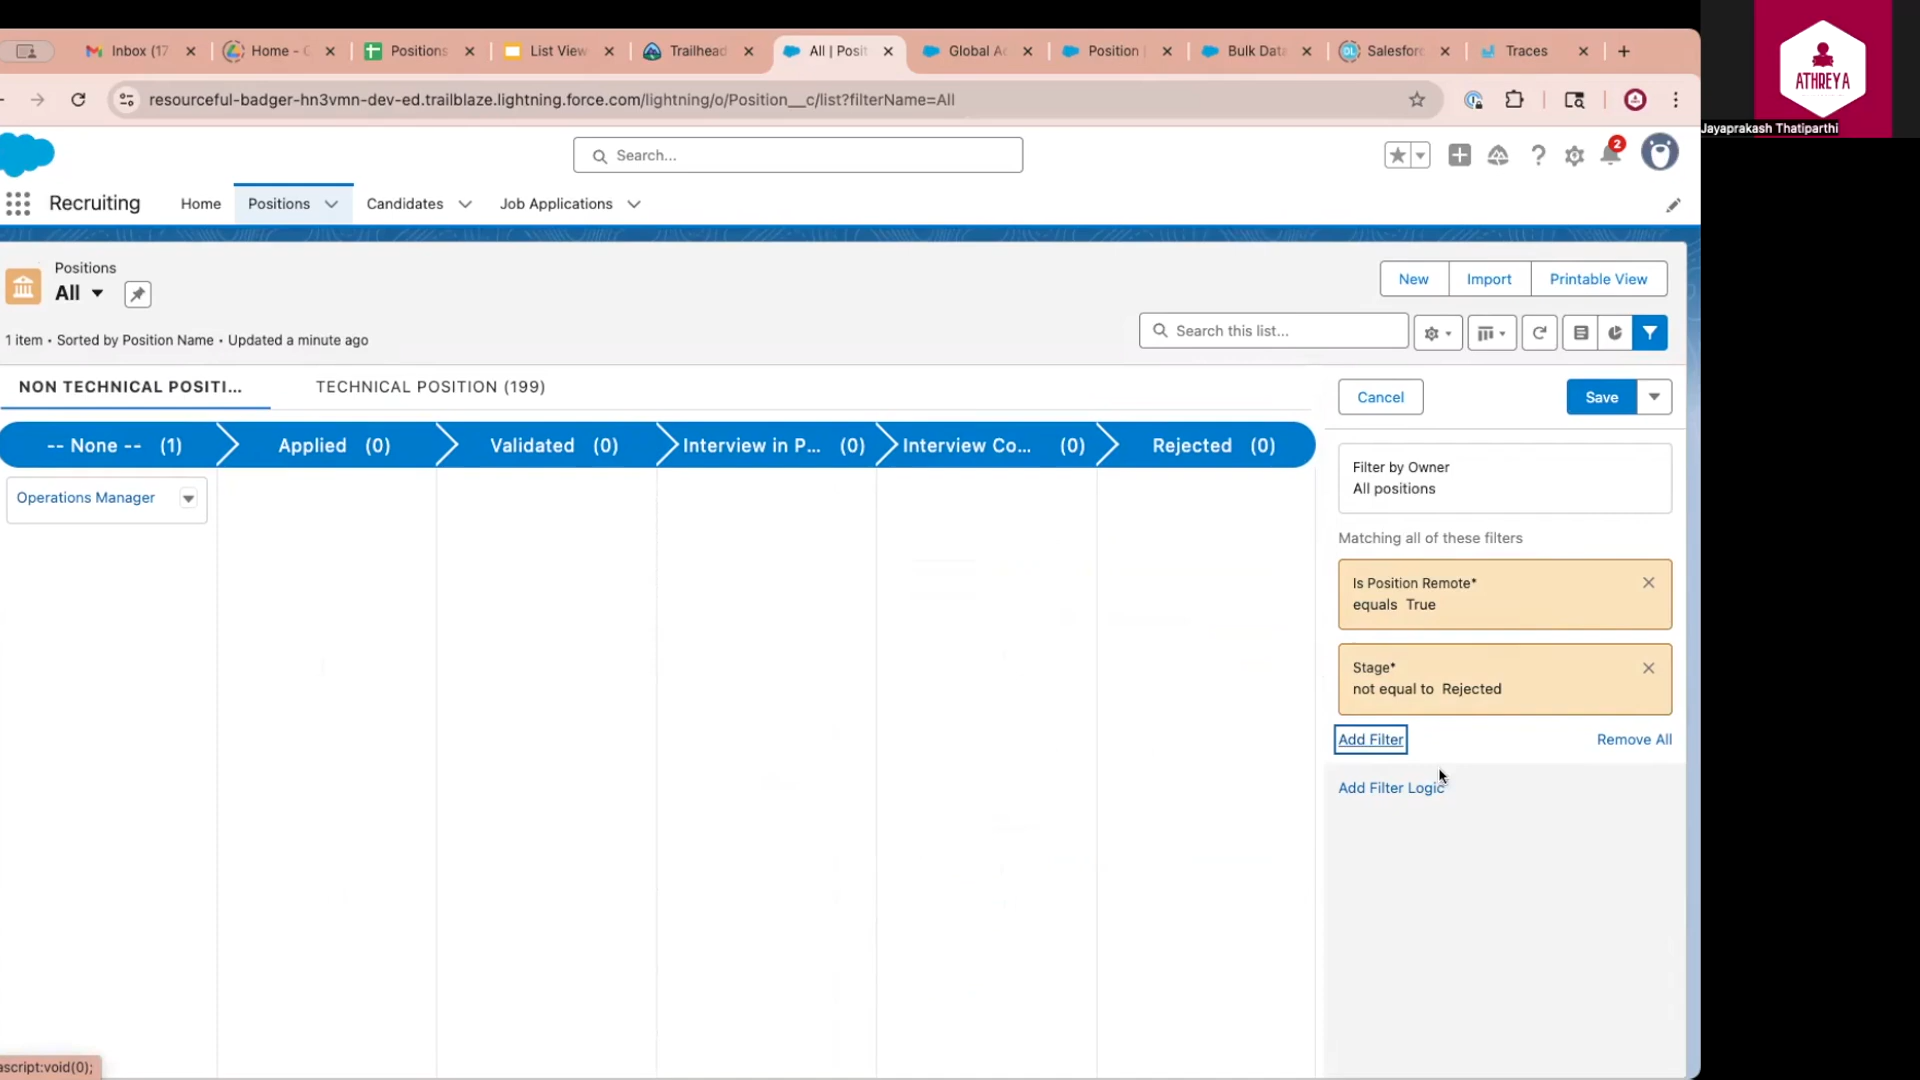 Inbox (17
Home - C
Positions
List View
Trailhead
All | Posit
Global Ac
Position |
Bulk Data
Salesforc
Traces
resourceful-badger-hn3vmn-dev-ed.trailblaze.lightning.force.com/lightning/o/Position__c/list?filterName=All
ATHREYA
Jayaprakash Thatiparthi
Search...
2
Recruiting
Home
Positions
Candidates
Job Applications
Positions
All
New
Import
Printable View
1 item • Sorted by Position Name • Updated a minute ago
Search this list...
NON TECHNICAL POSITI...
TECHNICAL POSITION (199)
Cancel
Save
-- None -- (1)
Applied (0)
Validated (0)
Interview in P... (0)
Interview Co... (0)
Rejected (0)
Operations Manager
Filter by Owner
All positions
Matching all of these filters
Is Position Remote*
equals True
Stage*
not equal to Rejected
Add Filter
Remove All
Add Filter Logic
ascript:void(0);